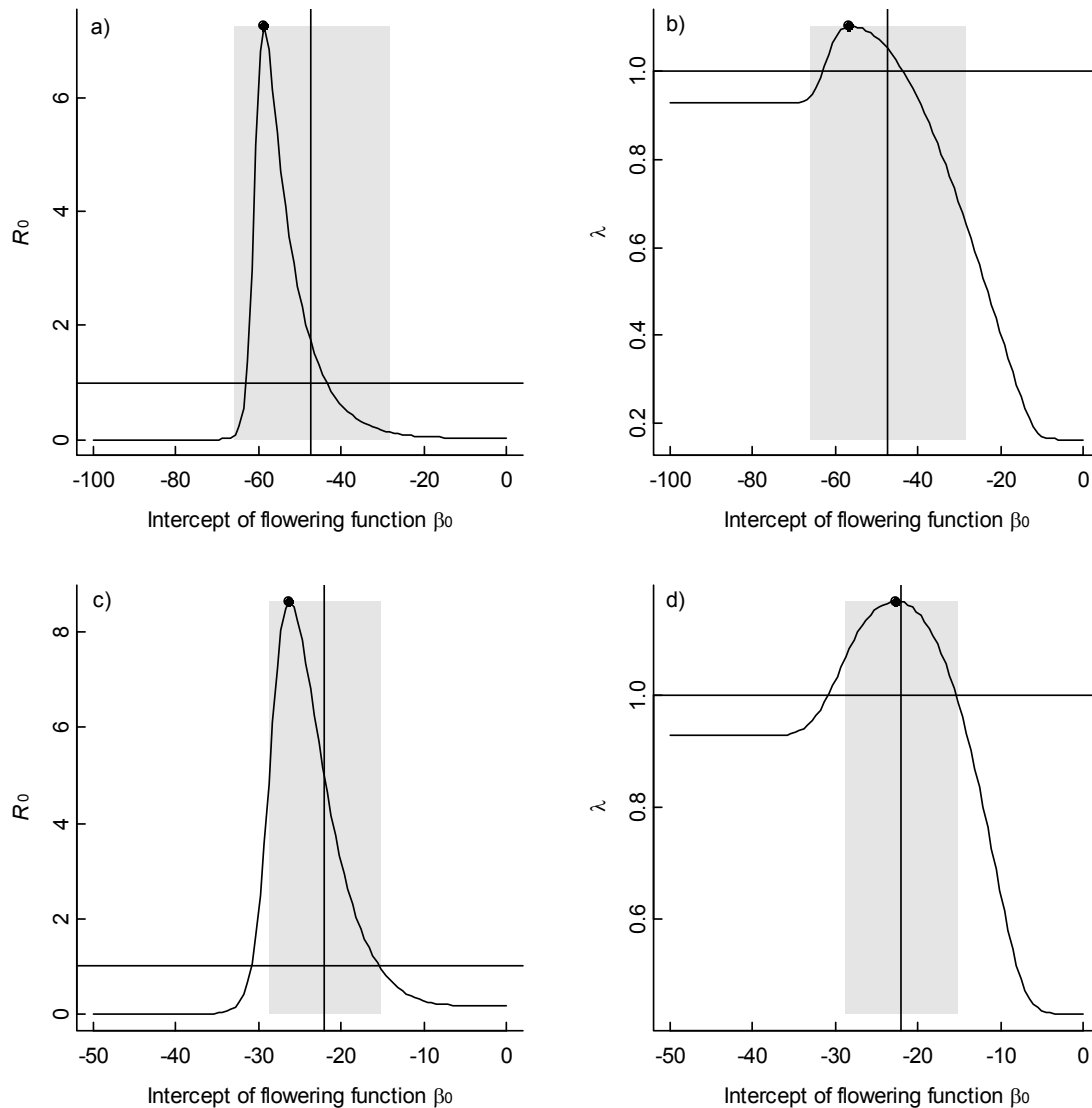 a)
R0
6
4
2
0
-100 -80 -60 -40 -20 0
Intercept of flowering function β0
b)
λ
1.0
0.8
0.6
0.4
0.2
-100 -80 -60 -40 -20 0
Intercept of flowering function β0
c)
R0
8
6
4
2
0
-50 -40 -30 -20 -10 0
Intercept of flowering function β0
d)
λ
1.0
0.8
0.6
-50 -40 -30 -20 -10 0
Intercept of flowering function β0